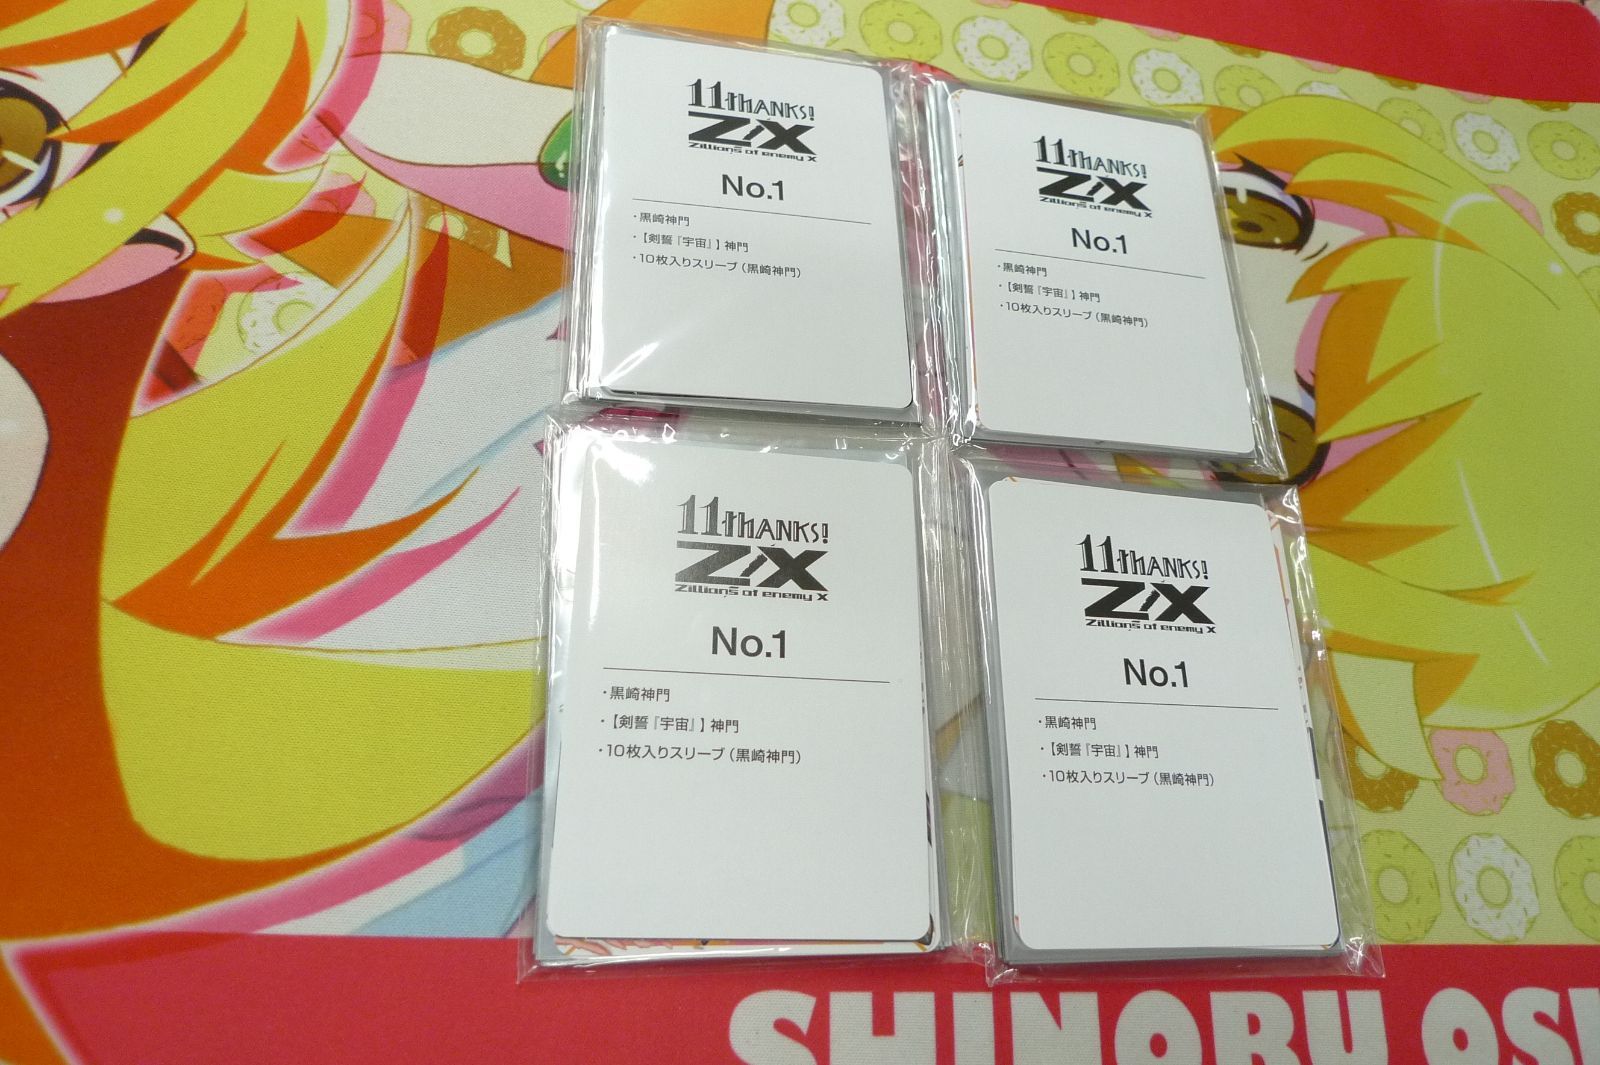 11thANKS!
Z/X
Zillions of enemy X
No.1
・黒崎神門
・【剣誓『宇宙』】神門
・10枚入りスリーブ（黒崎神門）
11thANKS!
Z/X
Zillions of enemy X
No.1
・黒崎神門
・【剣誓『宇宙』】神門
・10枚入りスリーブ（黒崎神門）
11thANKS!
Z/X
Zillions of enemy X
No.1
・黒崎神門
・【剣誓『宇宙』】神門
・10枚入りスリーブ（黒崎神門）
11thANKS!
Z/X
Zillions of enemy X
No.1
・黒崎神門
・【剣誓『宇宙』】神門
・10枚入りスリーブ（黒崎神門）
SHINOBU OSHI